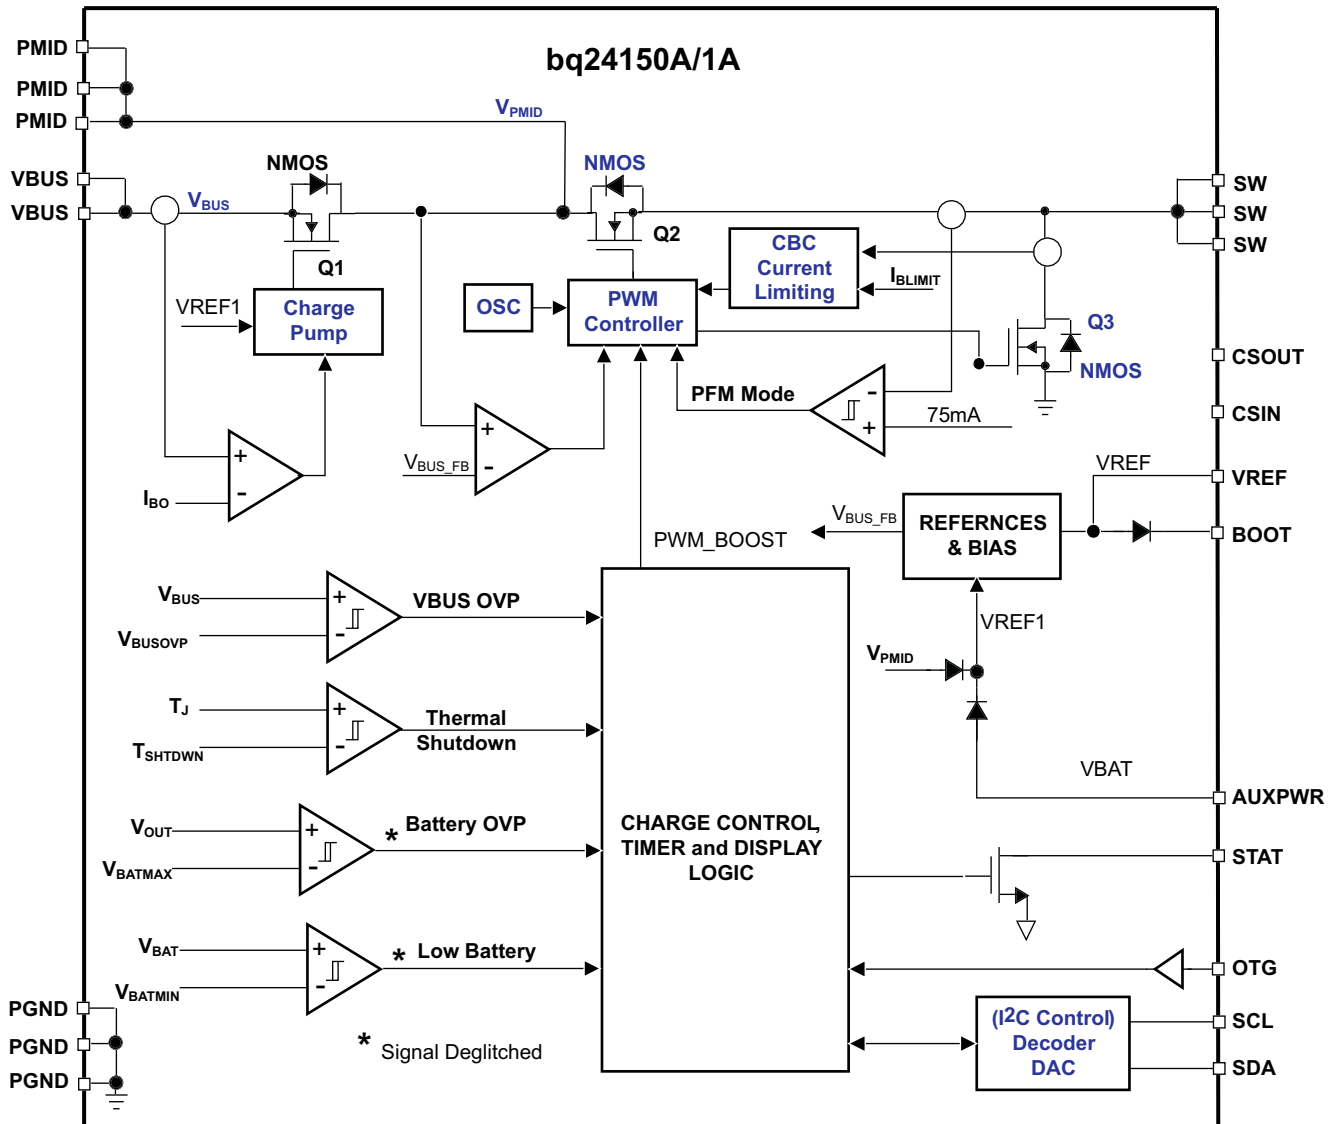 bq24150A/1A
PMID
PMID
PMID
VBUS
VBUS
VPMID
VBUS
NMOS
Q1
NMOS
Q2
SW
SW
SW
VREF1
Charge
Pump
OSC
PWM
Controller
CBC
Current
Limiting
IBLIMIT
Q3
NMOS
CSOUT
CSIN
PFM Mode
-
+
75mA
+
-
IBO
+
-
VBUS_FB
VREF
VREF
BOOT
VBUS_FB
REFERNCES
& BIAS
PWM_BOOST
VREF1
VPMID
VBAT
AUXPWR
VBUS
VBUSOVP
+
-
VBUS OVP
TJ
TSHTDWN
+
-
Thermal
Shutdown
VOUT
VBATMAX
+
-
* Battery OVP
VBAT
VBATMIN
+
-
* Low Battery
CHARGE CONTROL,
TIMER and DISPLAY
LOGIC
STAT
OTG
(I2C Control)
Decoder
DAC
SCL
SDA
PGND
PGND
PGND
* Signal Deglitched